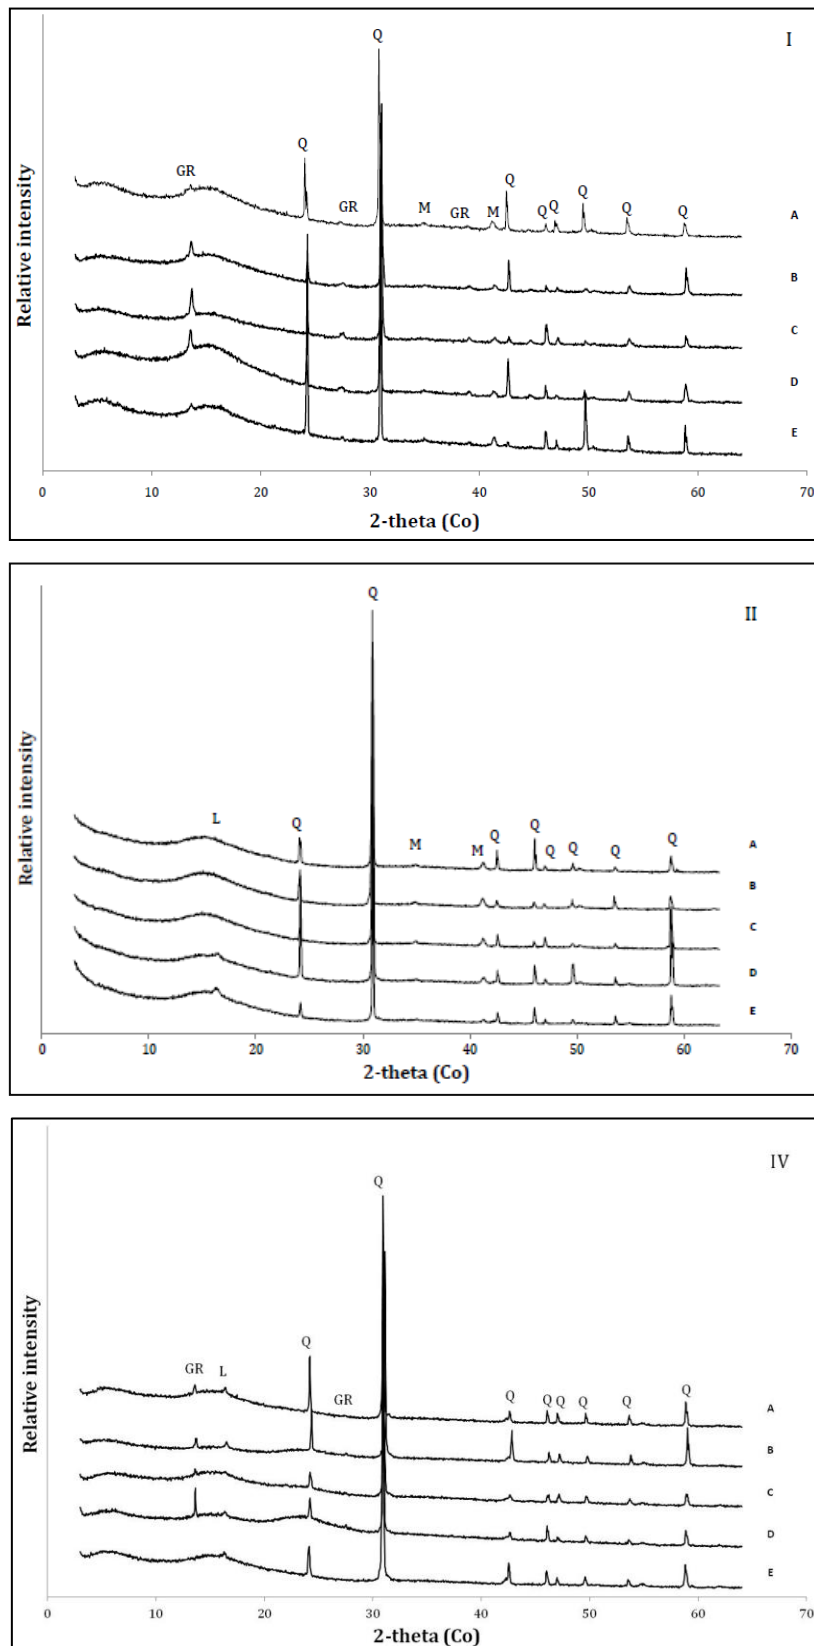 I
Q
Q
GR
GR
M
GR
M
Q
Q
Q
Q
Q
Q
A
B
C
D
E
Relative intensity
0 10 20 30 40 50 60 70
2-theta (Co)
II
Q
L
Q
M
M
Q
Q
Q
Q
Q
Q
A
B
C
D
E
Relative intensity
0 10 20 30 40 50 60 70
2-theta (Co)
IV
Q
Q
GR
L
GR
Q
Q
Q
Q
Q
Q
A
B
C
D
E
Relative intensity
0 10 20 30 40 50 60 70
2-theta (Co)